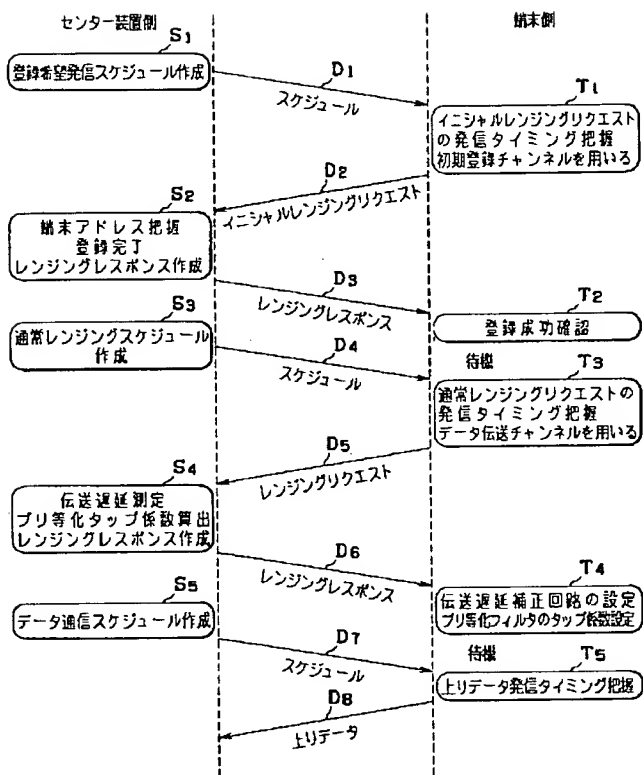 センター装置側
端末側
S1
登録希望発信スケジュール作成
D1
スケジュール
T1
イニシャルレンジングリクエスト
の発信タイミング把握
初期登録チャンネルを用いる
D2
イニシャルレンジングリクエスト
S2
端末アドレス把握
登録完了
レンジングレスポンス作成
D3
レンジングレスポンス
T2
登録成功確認
S3
通常レンジングスケジュール
作成
D4
スケジュール
待機
T3
通常レンジングリクエストの
発信タイミング把握
データ伝送チャンネルを用いる
D5
レンジングリクエスト
S4
伝送遅延測定
プリ等化タップ係数算出
レンジングレスポンス作成
D6
レンジングレスポンス
T4
伝送遅延補正回路の設定
プリ等化フィルタのタップ係数設定
S5
データ通信スケジュール作成
D7
スケジュール
待機
T5
上りデータ発信タイミング把握
D8
上りデータ